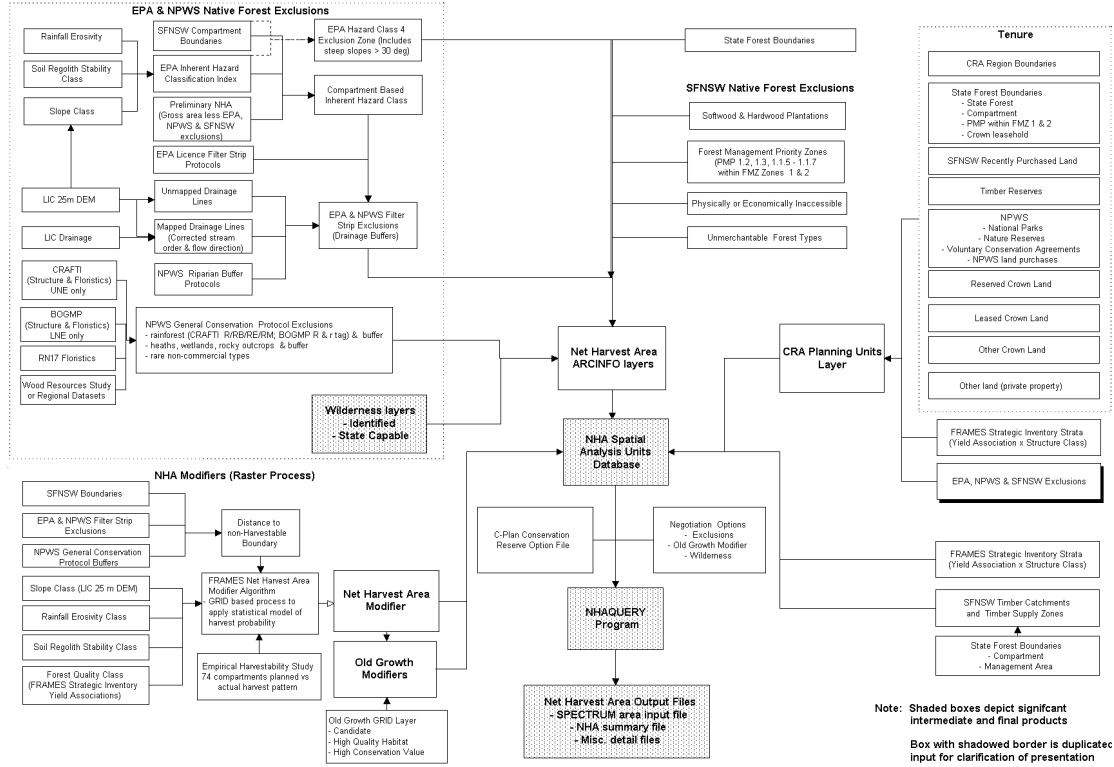 EPA & NPWS Native Forest Exclusions
Rainfall Erosivity
Soil Regolith Stability
Class
Slope Class
SFNSW Compartment
Boundaries
EPA Inherent Hazard
Classification Index
Preliminary NHA
(Gross area less EPA,
NPWS & SFNSW
exclusions)
EPA Hazard Class 4
Exclusion Zone (Includes
steep slopes > 30 deg)
Compartment Based
Inherent Hazard Class
EPA Licence Filter Strip
Protocols
LIC 25m DEM
Unmapped Drainage
Lines
LIC Drainage
Mapped Drainage Lines
(Corrected stream
order & flow direction)
EPA & NPWS Filter
Strip Exclusions
(Drainage Buffers)
NPWS Riparian Buffer
Protocols
CRAFTI
(Structure & Floristics)
UNE only
BOGMP
(Structure & Floristics)
LNE only
RN17 Floristics
Wood Resources Study
or Regional Datasets
NPWS General Conservation Protocol Exclusions
- rainforest (CRAFTI R/RB/RE/RM; BOGMP R & r tag) & buffer
- heaths, wetlands, rocky outcrops & buffer
- rare non-commercial types
Wilderness layers
- Identified
- State Capable
State Forest Boundaries
SFNSW Native Forest Exclusions
Softwood & Hardwood Plantations
Forest Management Priority Zones
(PMP 1.2, 1.3, 1.1.5 - 1.1.7
within FMZ Zones 1 & 2
Physically or Economically Inaccessible
Unmerchantable Forest Types
Tenure
CRA Region Boundaries
State Forest Boundaries
- State Forest
- Compartment
- PMP within FMZ 1 & 2
- Crown leasehold
SFNSW Recently Purchased Land
Timber Reserves
NPWS
- National Parks
- Nature Reserves
- Voluntary Conservation Agreements
- NPWS land purchases
Reserved Crown Land
Leased Crown Land
Other Crown Land
Other land (private property)
Net Harvest Area
ARCINFO layers
CRA Planning Units
Layer
FRAMES Strategic Inventory Strata
(Yield Association x Structure Class)
EPA, NPWS & SFNSW Exclusions
NHA Spatial
Analysis Units
Database
NHA Modifiers (Raster Process)
SFNSW Boundaries
EPA & NPWS Filter Strip
Exclusions
NPWS General Conservation
Protocol Buffers
Distance to
non-Harvestable
Boundary
Slope Class (LIC 25 m DEM)
Rainfall Erosivity Class
Soil Regolith Stability Class
Forest Quality Class
(FRAMES Strategic Inventory
Yield Associations)
FRAMES Net Harvest Area
Modifier Algorithm
- GRID based process to
apply statistical model of
harvest probability
Empirical Harvestability Study
74 compartments planned vs
actual harvest pattern
Net Harvest Area
Modifier
Old Growth
Modifiers
Old Growth GRID Layer
- Candidate
- High Quality Habitat
- High Conservation Value
C-Plan Conservation
Reserve Option File
Negotiation Options
- Exclusions
- Old Growth Modifier
- Wilderness
NHAQUERY
Program
Net Harvest Area Output Files
- SPECTRUM area input file
- NHA summary file
- Misc. detail files
FRAMES Strategic Inventory Strata
(Yield Association x Structure Class)
SFNSW Timber Catchments
and Timber Supply Zones
State Forest Boundaries
- Compartment
- Management Area
Note: Shaded boxes depict signifcant
intermediate and final products
Box with shadowed border is duplicated
input for clarification of presentation